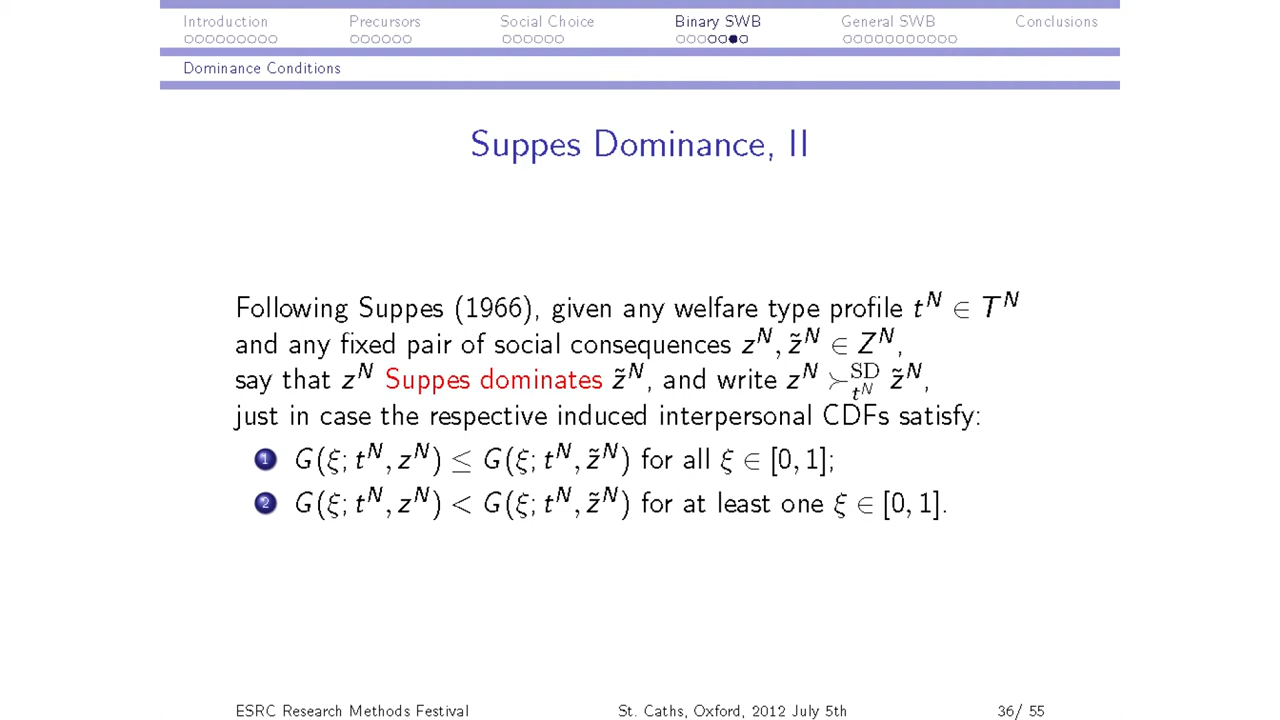 Introduction Precursors Social Choice Binary SWB General SWB Conclusions
Dominance Conditions
Suppes Dominance, II
Following Suppes (1966), given any welfare type profile t^N ∈ T^N
and any fixed pair of social consequences z^N, z̃^N ∈ Z^N,
say that z^N Suppes dominates z̃^N, and write z^N ≻^SD_{t^N} z̃^N,
just in case the respective induced interpersonal CDFs satisfy:
1 G(ξ; t^N, z^N) ≤ G(ξ; t^N, z̃^N) for all ξ ∈ [0, 1];
2 G(ξ; t^N, z^N) < G(ξ; t^N, z̃^N) for at least one ξ ∈ [0, 1].
ESRC Research Methods Festival St. Caths, Oxford, 2012 July 5th 36/ 55